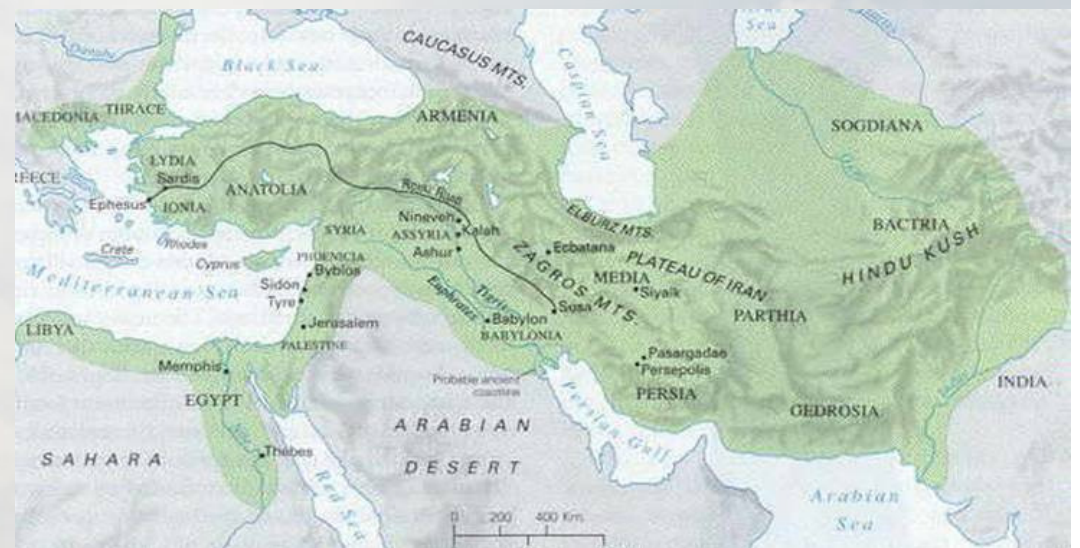 CAUCASUS MTS.
Black Sea
Caspian Sea
Sea
Danube
THRACE
MACEDONIA
ARMENIA
SOGDIANA
GREECE
LYDIA
Sardis
ANATOLIA
Royal Road
Ephesus
IONIA
Nineveh
Kalah
ASSYRIA
Ashur
ELBURZ MTS.
BACTRIA
HINDU KUSH
SYRIA
Rhodes
Crete
Cyprus
PHOENICIA
Byblos
Ecbatana
ZAGROS MTS.
PLATEAU OF IRAN
MEDIA
Siyalk
PARTHIA
Mediterranean Sea
Sidon
Tyre
Euphrates
Tigris
Susa
Babylon
BABYLONIA
Jerusalem
PALESTINE
LIBYA
Memphis
Pasargadae
Persepolis
PERSIA
Probable ancient
coastline
Persian Gulf
GEDROSIA
Indus
INDIA
EGYPT
Nile
Thebes
ARABIAN
DESERT
SAHARA
Red Sea
Arabian
Sea
0 200 400 Km.